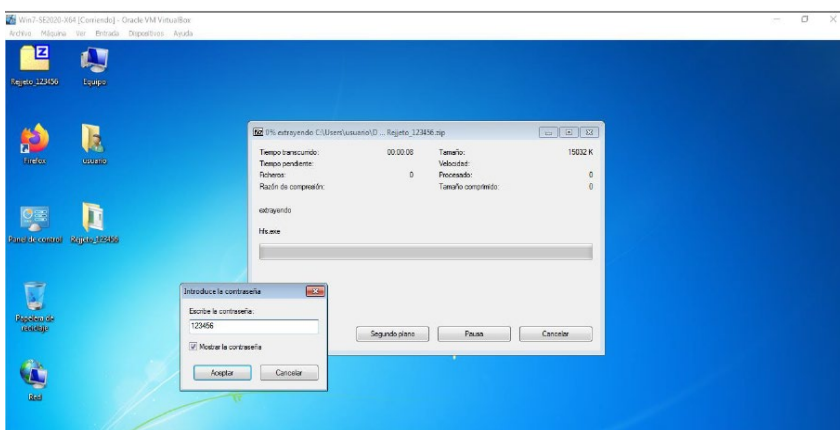 Win7-SE2020-X64 [Corriendo] - Oracle VM VirtualBox
Archivo Máquina Ver Entrada Dispositivos Ayuda
Rejjeto_123456
Equipo
Firefox
usuario
Panel de control
Rejjeto_123456
Papelera de
reciclaje
Red
0% extrayendo C:\Users\usuario\D ... Rejjeto_123456.zip
Tiempo transcurrido: 00:00:08 Tamaño: 15032 K
Tiempo pendiente: Velocidad:
Ficheros: 0 Procesado: 0
Razón de compresión: Tamaño comprimido: 0
extrayendo
hfs.exe
Segundo plano Pausa Cancelar
Introduce la contraseña
Escribe la contraseña:
123456
Mostrar la contraseña
Aceptar Cancelar